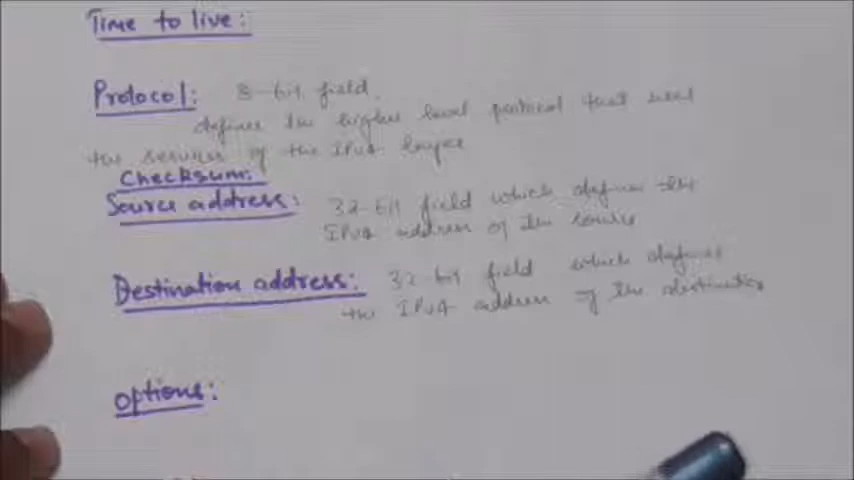 Time to live:
Protocol: 8-bit field.
defines the higher level protocol that uses
the services of the IPv4 layer
Checksum:
Source address: 32-bit field which defines the
IPv4 address of the source
Destination address: 32-bit field which defines
the IPv4 address of the destination
options: